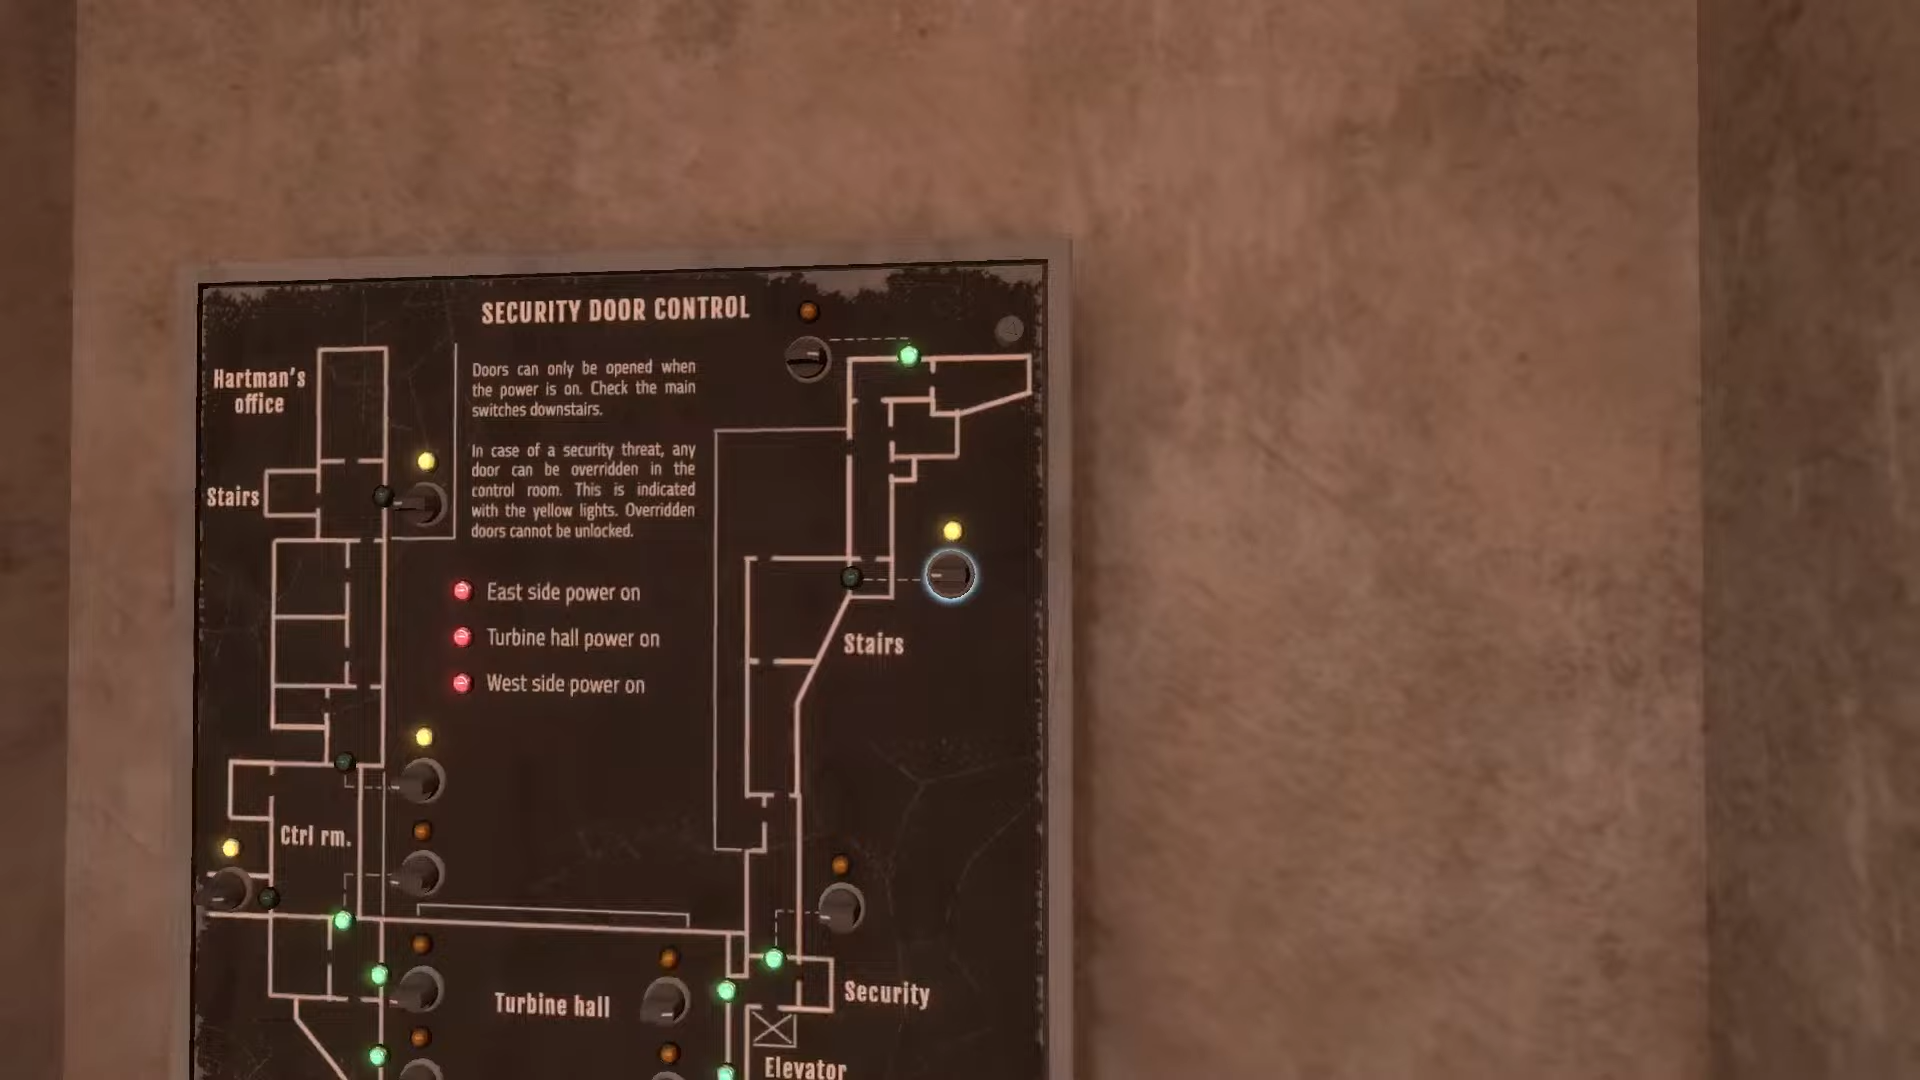 SECURITY DOOR CONTROL
Hartman's
office
Doors can only be opened when
the power is on. Check the main
switches downstairs.
In case of a security threat, any
door can be overridden in the
control room. This is indicated
with the yellow lights. Overridden
doors cannot be unlocked.
Stairs
East side power on
Turbine hall power on
West side power on
Stairs
Ctrl rm.
Turbine hall
Security
Elevator